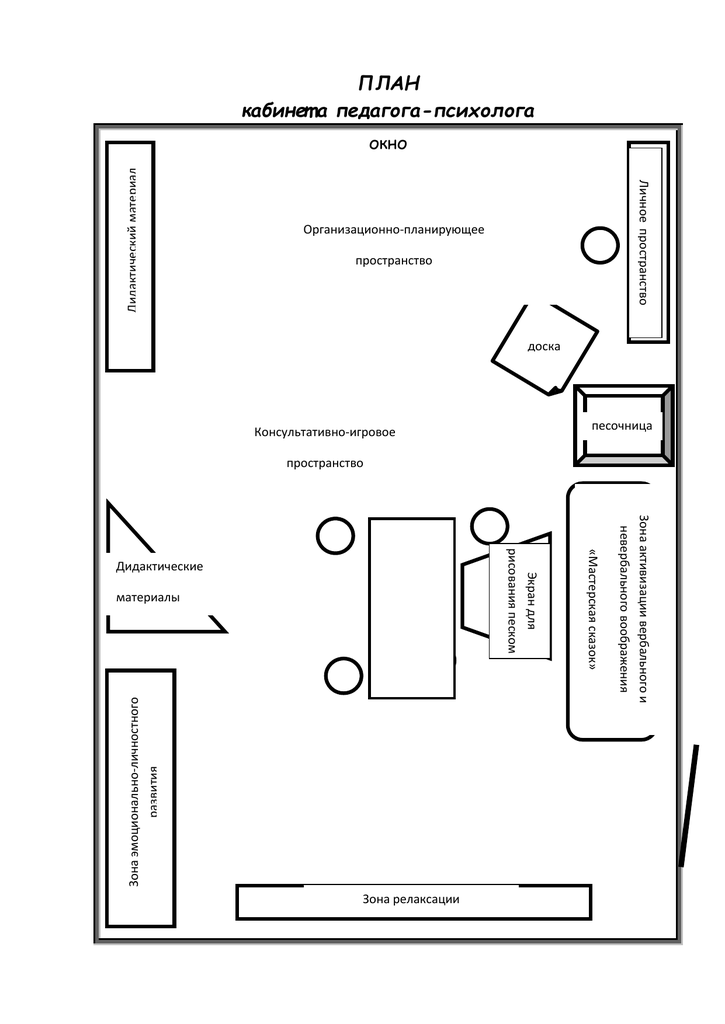 ПЛАН
кабинета педагога-психолога
окно
Дидактический материал
Личное пространство
Организационно-планирующее
пространство
доска
песочница
Консультативно-игровое
пространство
Зона активизации вербального и
невербального воображения
«Мастерская сказок»
Экран для
рисования песком
Дидактические
материалы
Зона эмоционально-личностного
развития
Зона релаксации